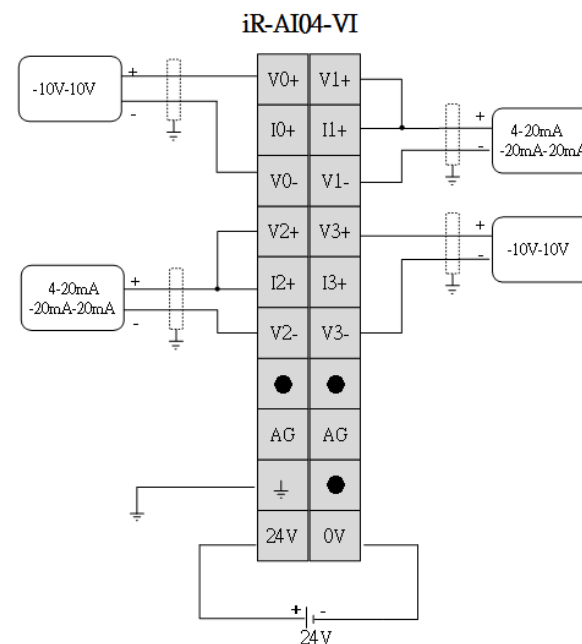 iR-AI04-VI
-10V-10V
+
-
V0+ V1+
I0+ I1+
V0- V1-
+
-
4-20mA
-20mA-20mA
V2+ V3+
I2+ I3+
V2- V3-
+
-
-10V-10V
4-20mA
-20mA-20mA
+
-
AG AG
24V 0V
+ -
24V